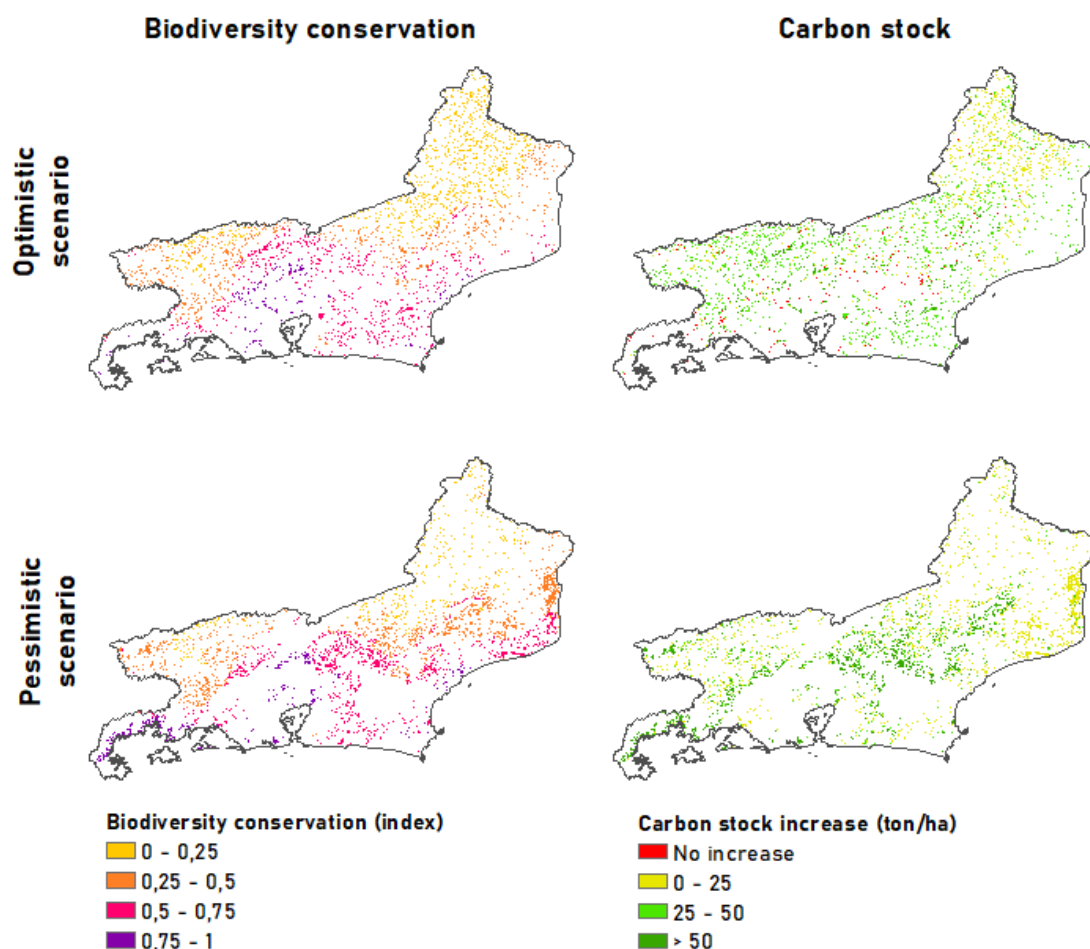 Biodiversity conservation
Carbon stock
Optimistic
scenario
Pessimistic
scenario
Biodiversity conservation (index)
0 - 0,25
0,25 - 0,5
0,5 - 0,75
0,75 - 1
Carbon stock increase (ton/ha)
No increase
0 - 25
25 - 50
> 50